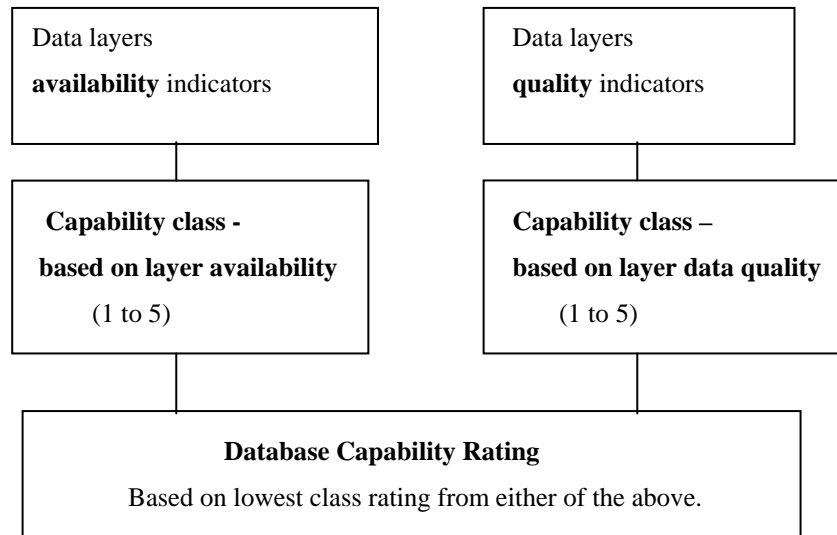 Data layers
availability indicators
Data layers
quality indicators
Capability class -
based on layer availability
(1 to 5)
Capability class –
based on layer data quality
(1 to 5)
Database Capability Rating
Based on lowest class rating from either of the above.